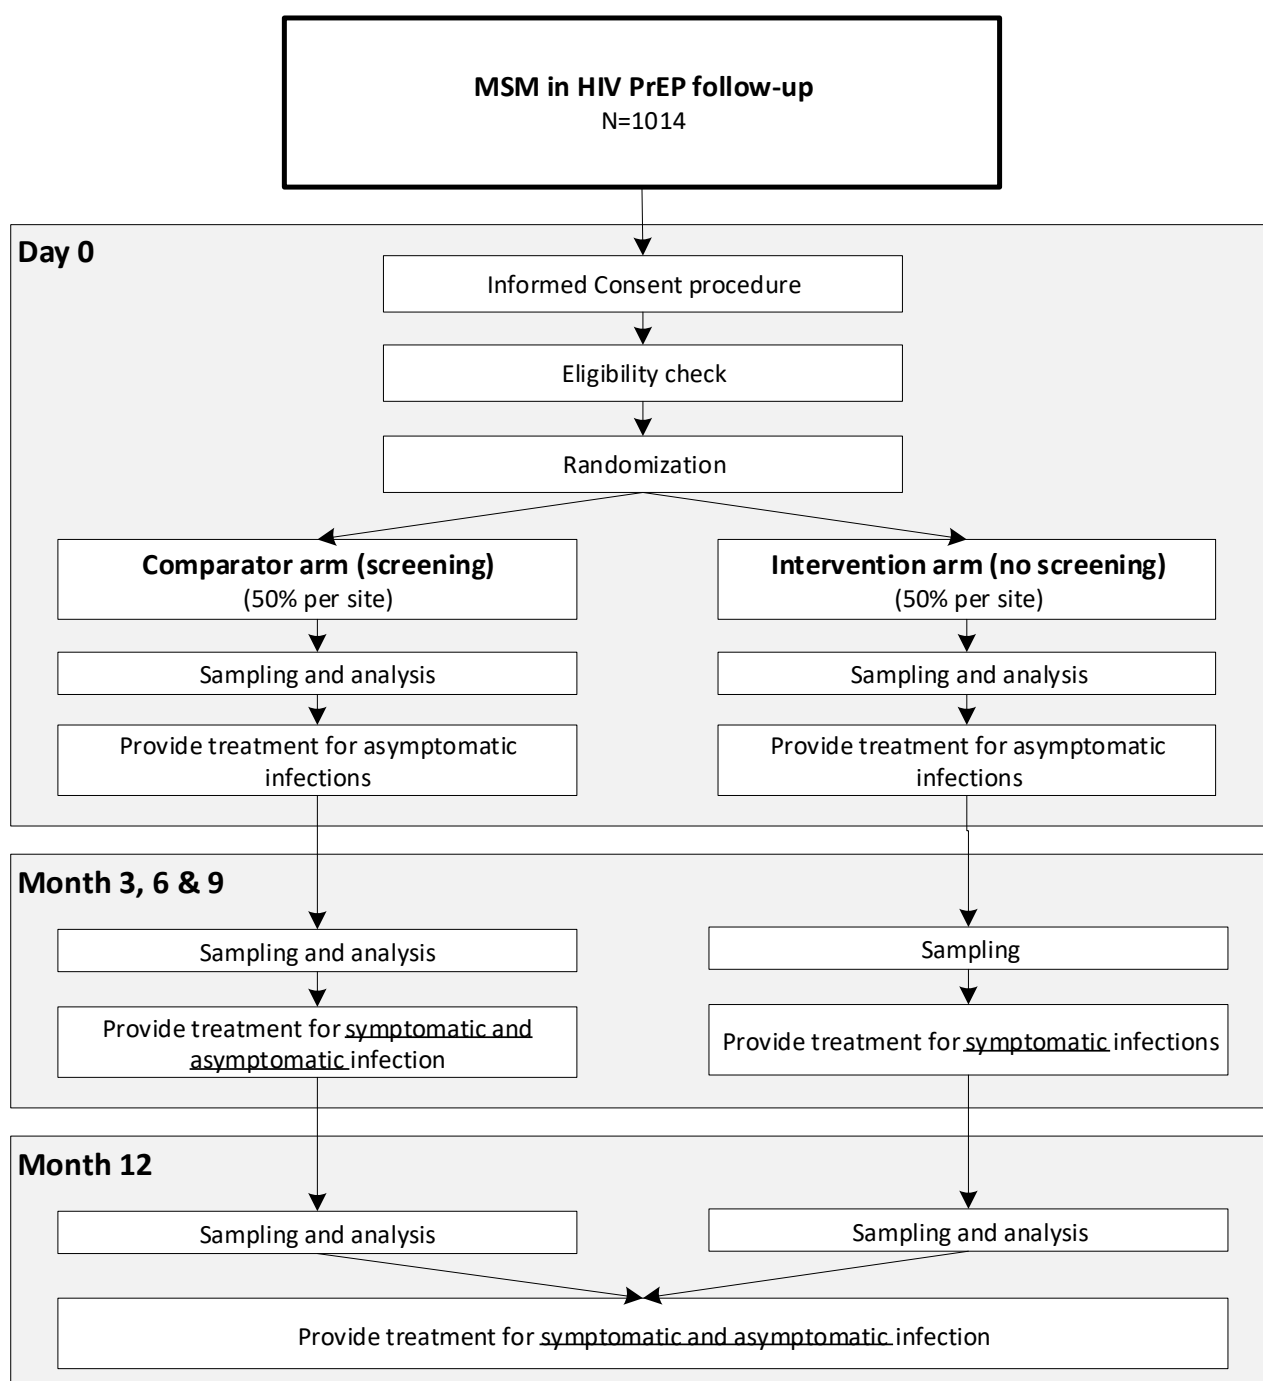 MSM in HIV PrEP follow-up
N=1014
Day 0
Informed Consent procedure
Eligibility check
Randomization
Comparator arm (screening)
(50% per site)
Intervention arm (no screening)
(50% per site)
Sampling and analysis
Sampling and analysis
Provide treatment for asymptomatic
infections
Provide treatment for asymptomatic
infections
Month 3, 6 & 9
Sampling and analysis
Sampling
Provide treatment for symptomatic and
asymptomatic infection
Provide treatment for symptomatic infections
Month 12
Sampling and analysis
Sampling and analysis
Provide treatment for symptomatic and asymptomatic infection